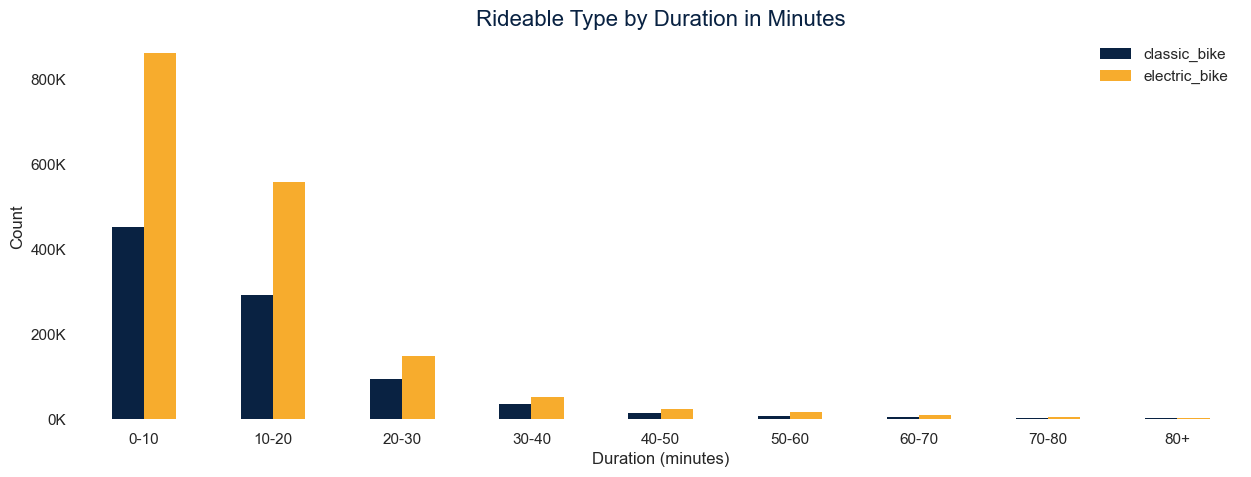 Rideable Type by Duration in Minutes
classic_bike
electric_bike
Count
800K
600K
400K
200K
0K
0-10 10-20 20-30 30-40 40-50 50-60 60-70 70-80 80+
Duration (minutes)